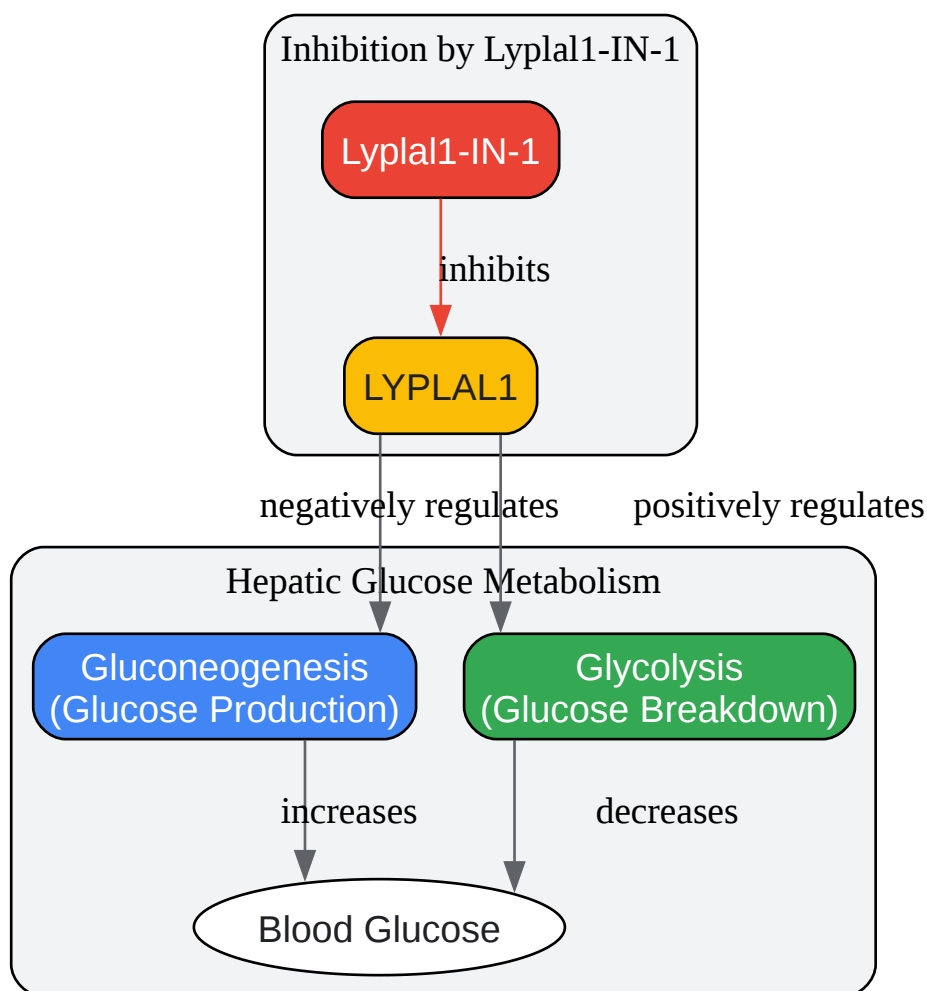 Inhibition by Lyplal1-IN-1
Lyplal1-IN-1
inhibits
LYPLAL1
negatively regulates
positively regulates
Hepatic Glucose Metabolism
Gluconeogenesis
(Glucose Production)
Glycolysis
(Glucose Breakdown)
increases
decreases
Blood Glucose